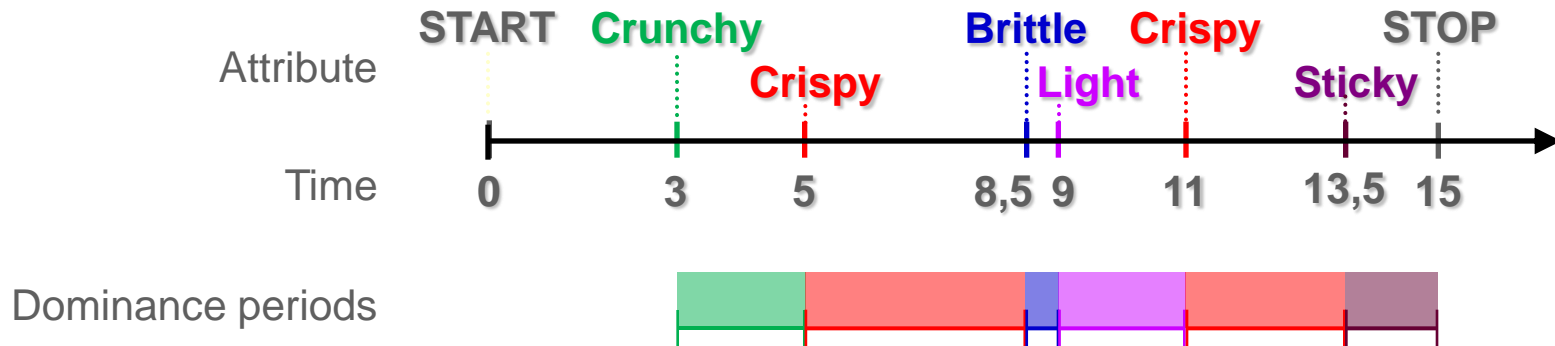 START Crunchy Brittle Crispy STOP
Attribute
Crispy Light Sticky
Time 0 3 5 8,5 9 11 13,5 15
Dominance periods